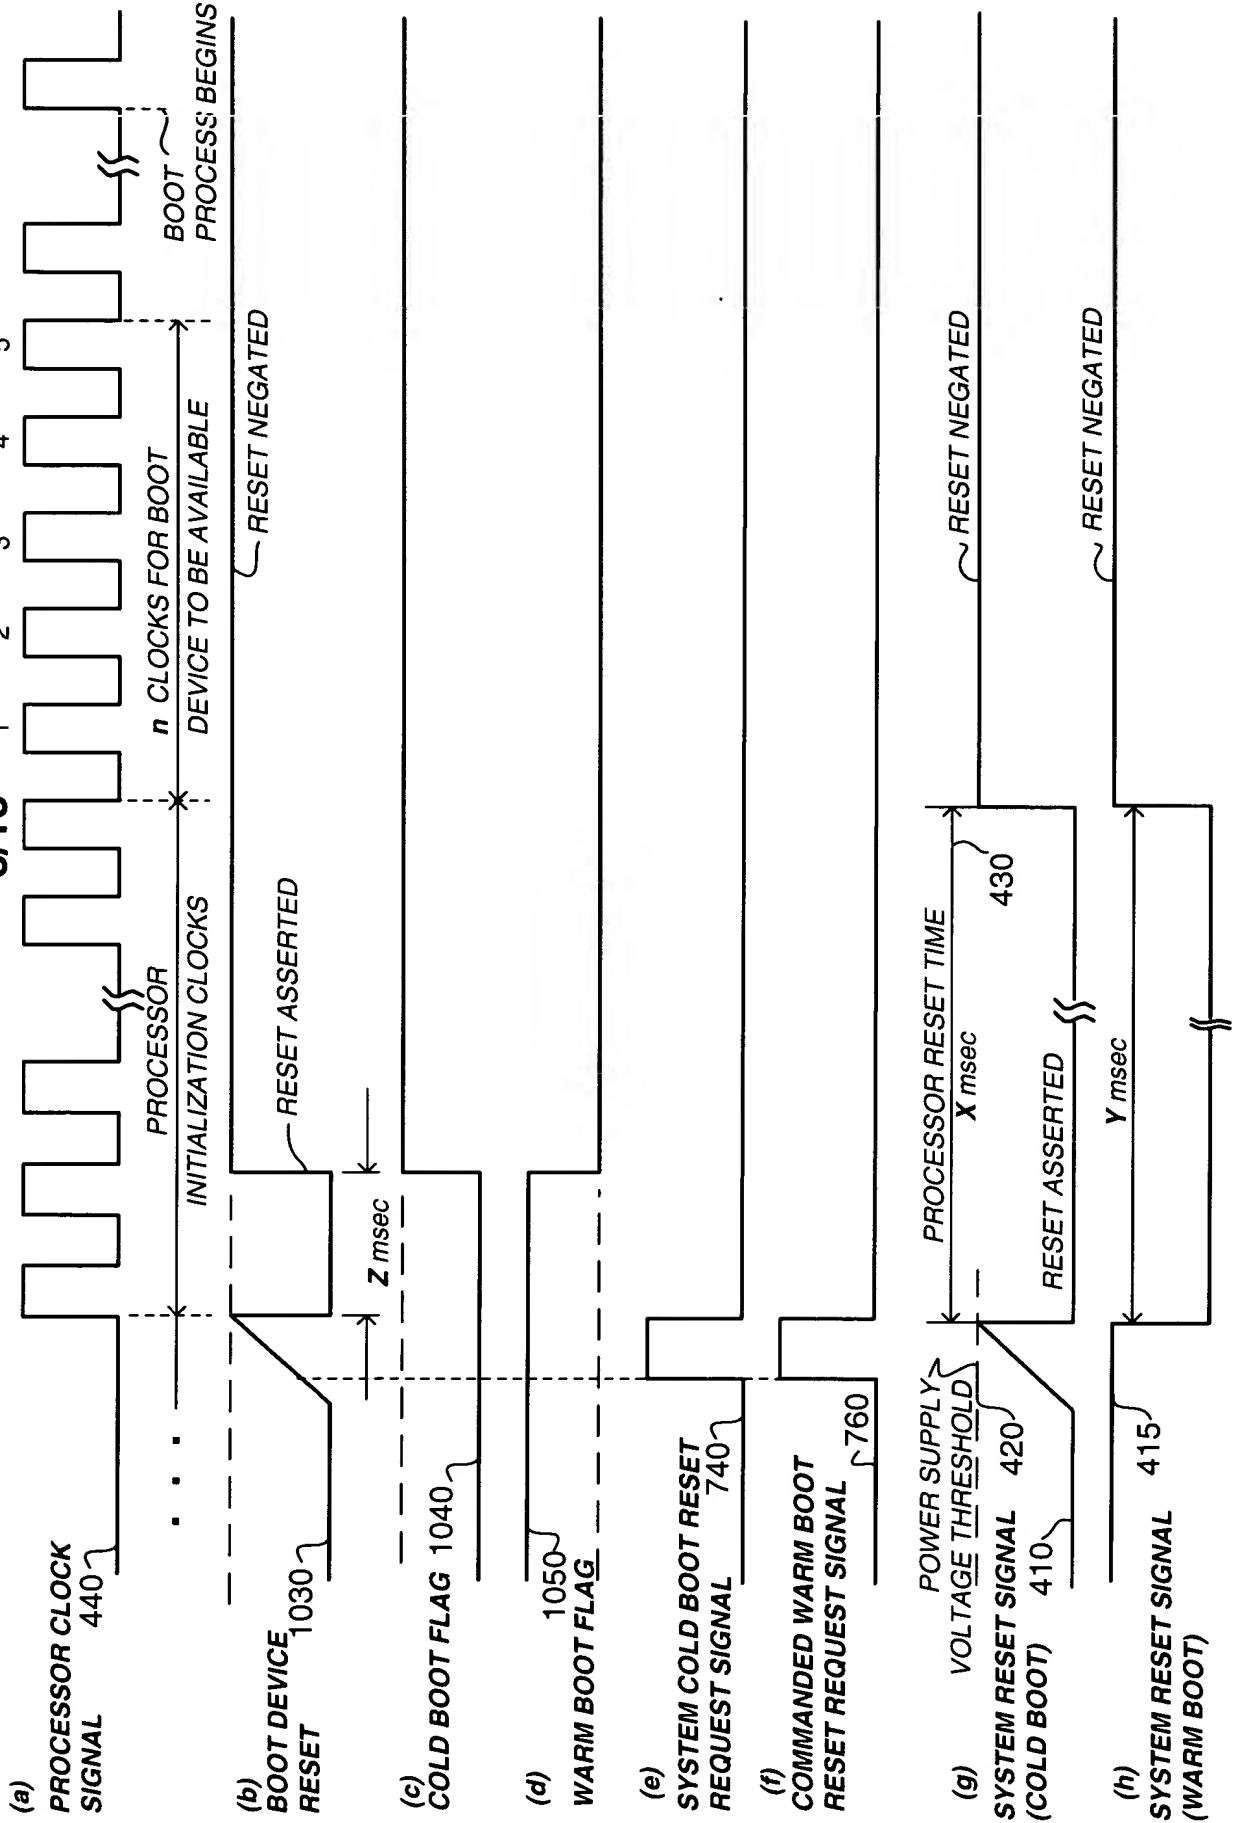 (a)
PROCESSOR CLOCK
SIGNAL 440
PROCESSOR
INITIALIZATION CLOCKS
n CLOCKS FOR BOOT
DEVICE TO BE AVAILABLE
2
4
BOOT
PROCESS BEGINS
(b)
BOOT DEVICE
RESET
1030
RESET ASSERTED
RESET NEGATED
Z msec
(c)
COLD BOOT FLAG 1040
(d)
WARM BOOT FLAG
1050
(e)
SYSTEM COLD BOOT RESET
REQUEST SIGNAL 740
(f)
COMMANDED WARM BOOT
RESET REQUEST SIGNAL 760
POWER SUPPLY
VOLTAGE THRESHOLD
(g)
SYSTEM RESET SIGNAL 420
(COLD BOOT) 410
PROCESSOR RESET TIME
X msec
430
RESET ASSERTED
RESET NEGATED
(h)
SYSTEM RESET SIGNAL 415
(WARM BOOT)
Y msec
RESET NEGATED